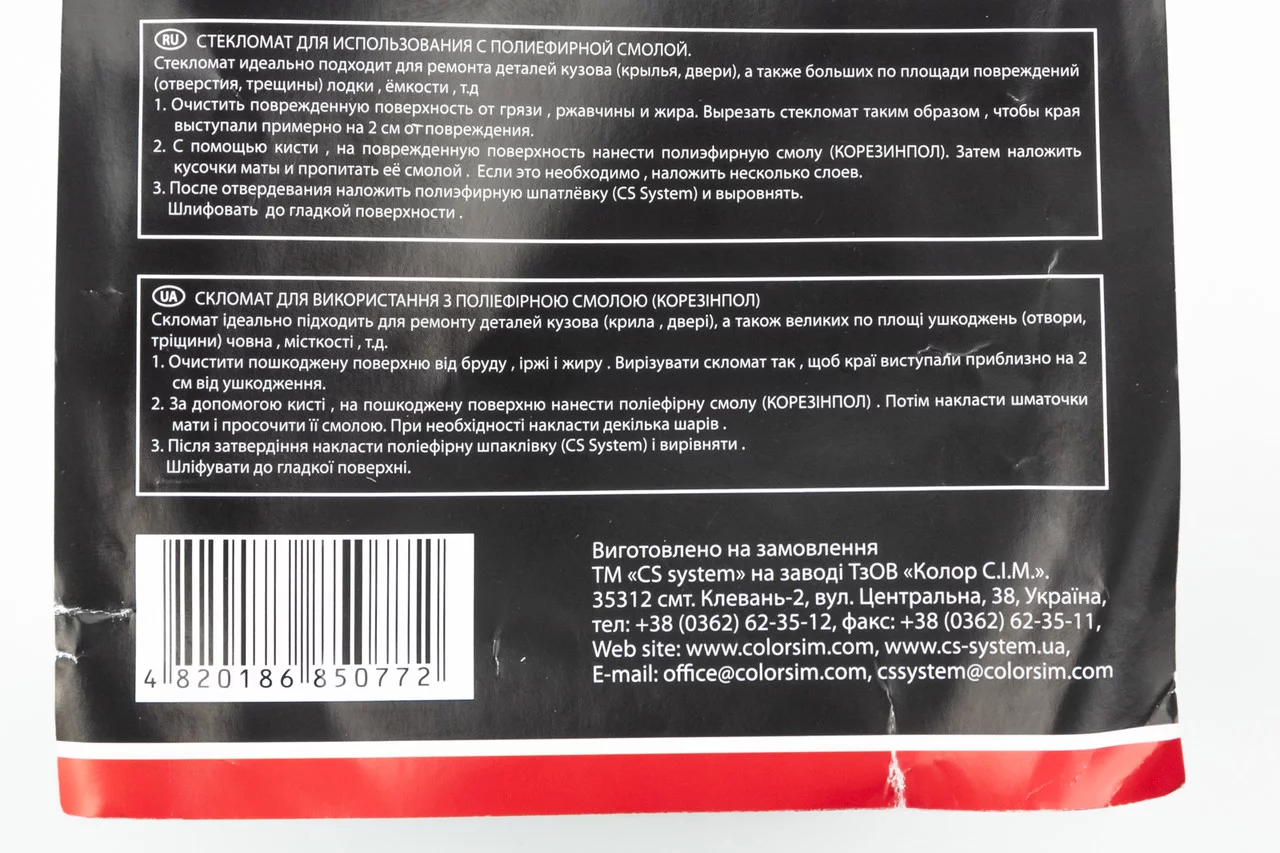 RU СТЕКЛОМАТ ДЛЯ ИСПОЛЬЗОВАНИЯ С ПОЛИЕФИРНОЙ СМОЛОЙ.
Стекломат идеально подходит для ремонта деталей кузова (крылья, двери), а также больших по площади повреждений
(отверстия, трещины) лодки , ёмкости , т.д
1. Очистить поврежденную поверхность от грязи , ржавчины и жира. Вырезать стекломат таким образом , чтобы края
выступали примерно на 2 см от повреждения.
2. С помощью кисти , на поврежденную поверхность нанести полиэфирную смолу (КОРЕЗИНПОЛ). Затем наложить
кусочки маты и пропитать её смолой . Если это необходимо , наложить несколько слоев.
3. После отвердевания наложить полиэфирную шпатлёвку (CS System) и выровнять.
Шлифовать до гладкой поверхности .
UA СКЛОМАТ ДЛЯ ВИКОРИСТАННЯ З ПОЛІЕФІРНОЮ СМОЛОЮ (КОРЕЗІНПОЛ)
Скломат ідеально підходить для ремонту деталей кузова (крила , двері), а також великих по площі ушкоджень (отвори,
тріщини) човна , місткості , т.д.
1. Очистити пошкоджену поверхню від бруду , іржі і жиру . Вирізувати скломат так , щоб краї виступали приблизно на 2
см від ушкодження.
2. За допомогою кисті , на пошкоджену поверхню нанести поліефірну смолу (КОРЕЗІНПОЛ) . Потім накласти шматочки
мати і просочити її смолою. При необхідності накласти декілька шарів .
3. Після затвердіння накласти поліефірну шпаклівку (CS System) і вирівняти .
Шліфувати до гладкої поверхні.
Виготовлено на замовлення
ТМ «CS system» на заводі ТзОВ «Колор С.І.М.».
35312 смт. Клевань-2, вул. Центральна, 38, Україна,
тел: +38 (0362) 62-35-12, факс: +38 (0362) 62-35-11,
Web site: www.colorsim.com, www.cs-system.ua,
E-mail: office@colorsim.com, cssystem@colorsim.com
4 820186 850772